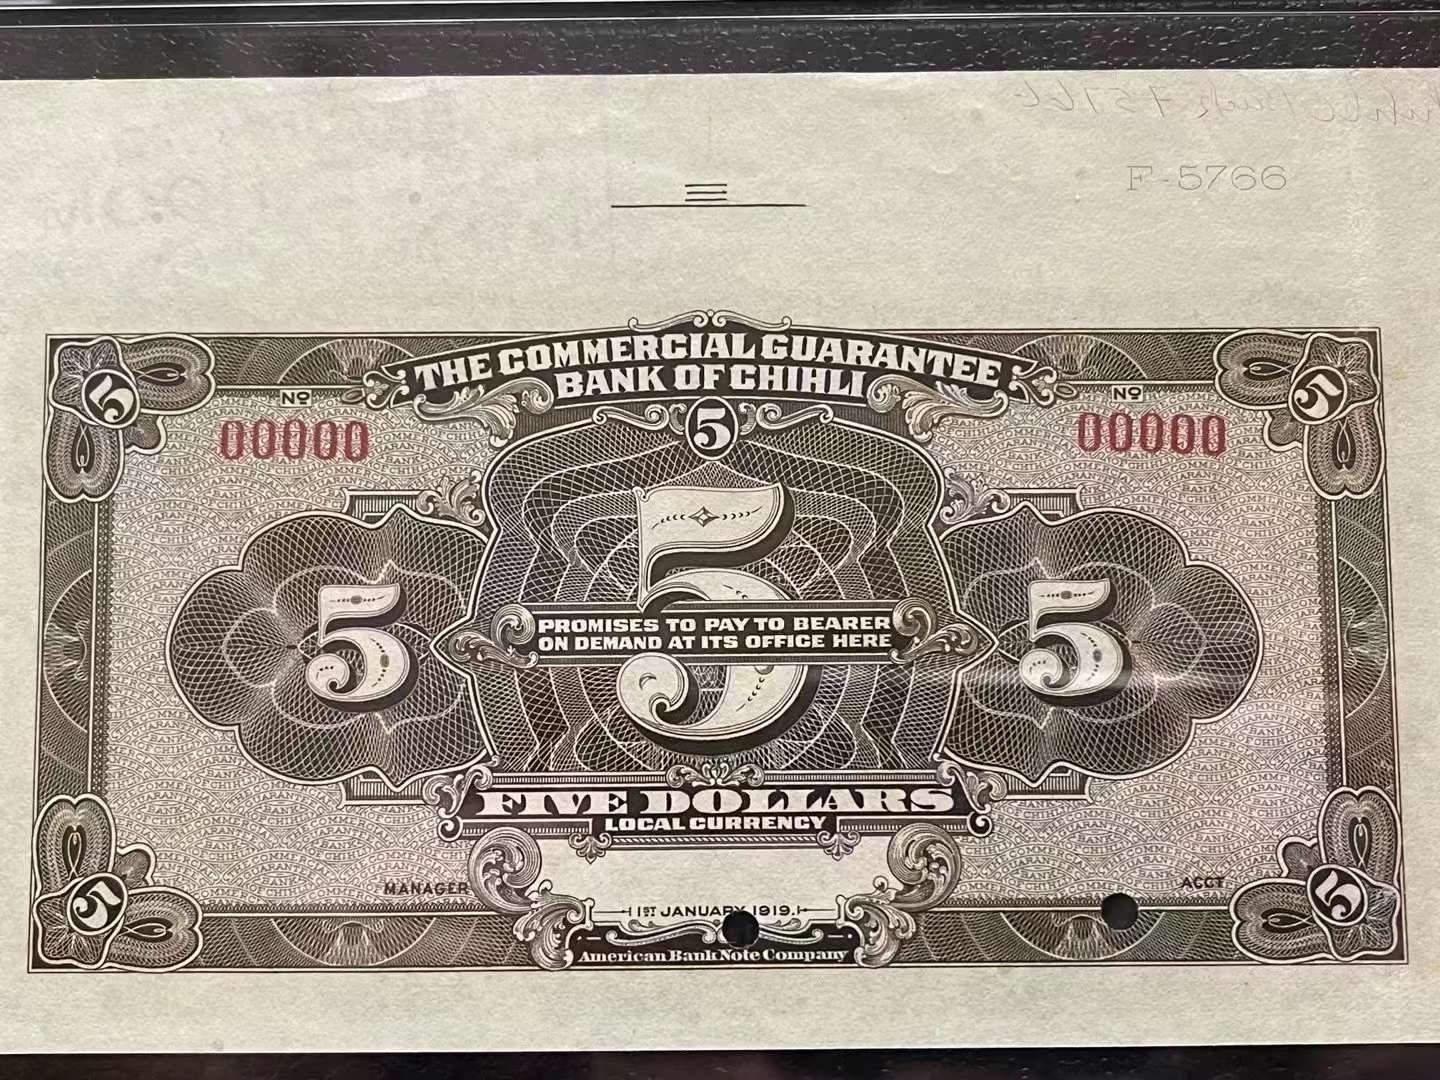 F-5766
5
THE COMMERCIAL GUARANTEE
BANK OF CHIHLI
5
5
Nº
Nº
00000
00000
5
5
5
PROMISES TO PAY TO BEARER
ON DEMAND AT ITS OFFICE HERE
FIVE DOLLARS
LOCAL CURRENCY
MANAGER
ACCT
5
1ST JANUARY 1919.
5
American Bank Note Company